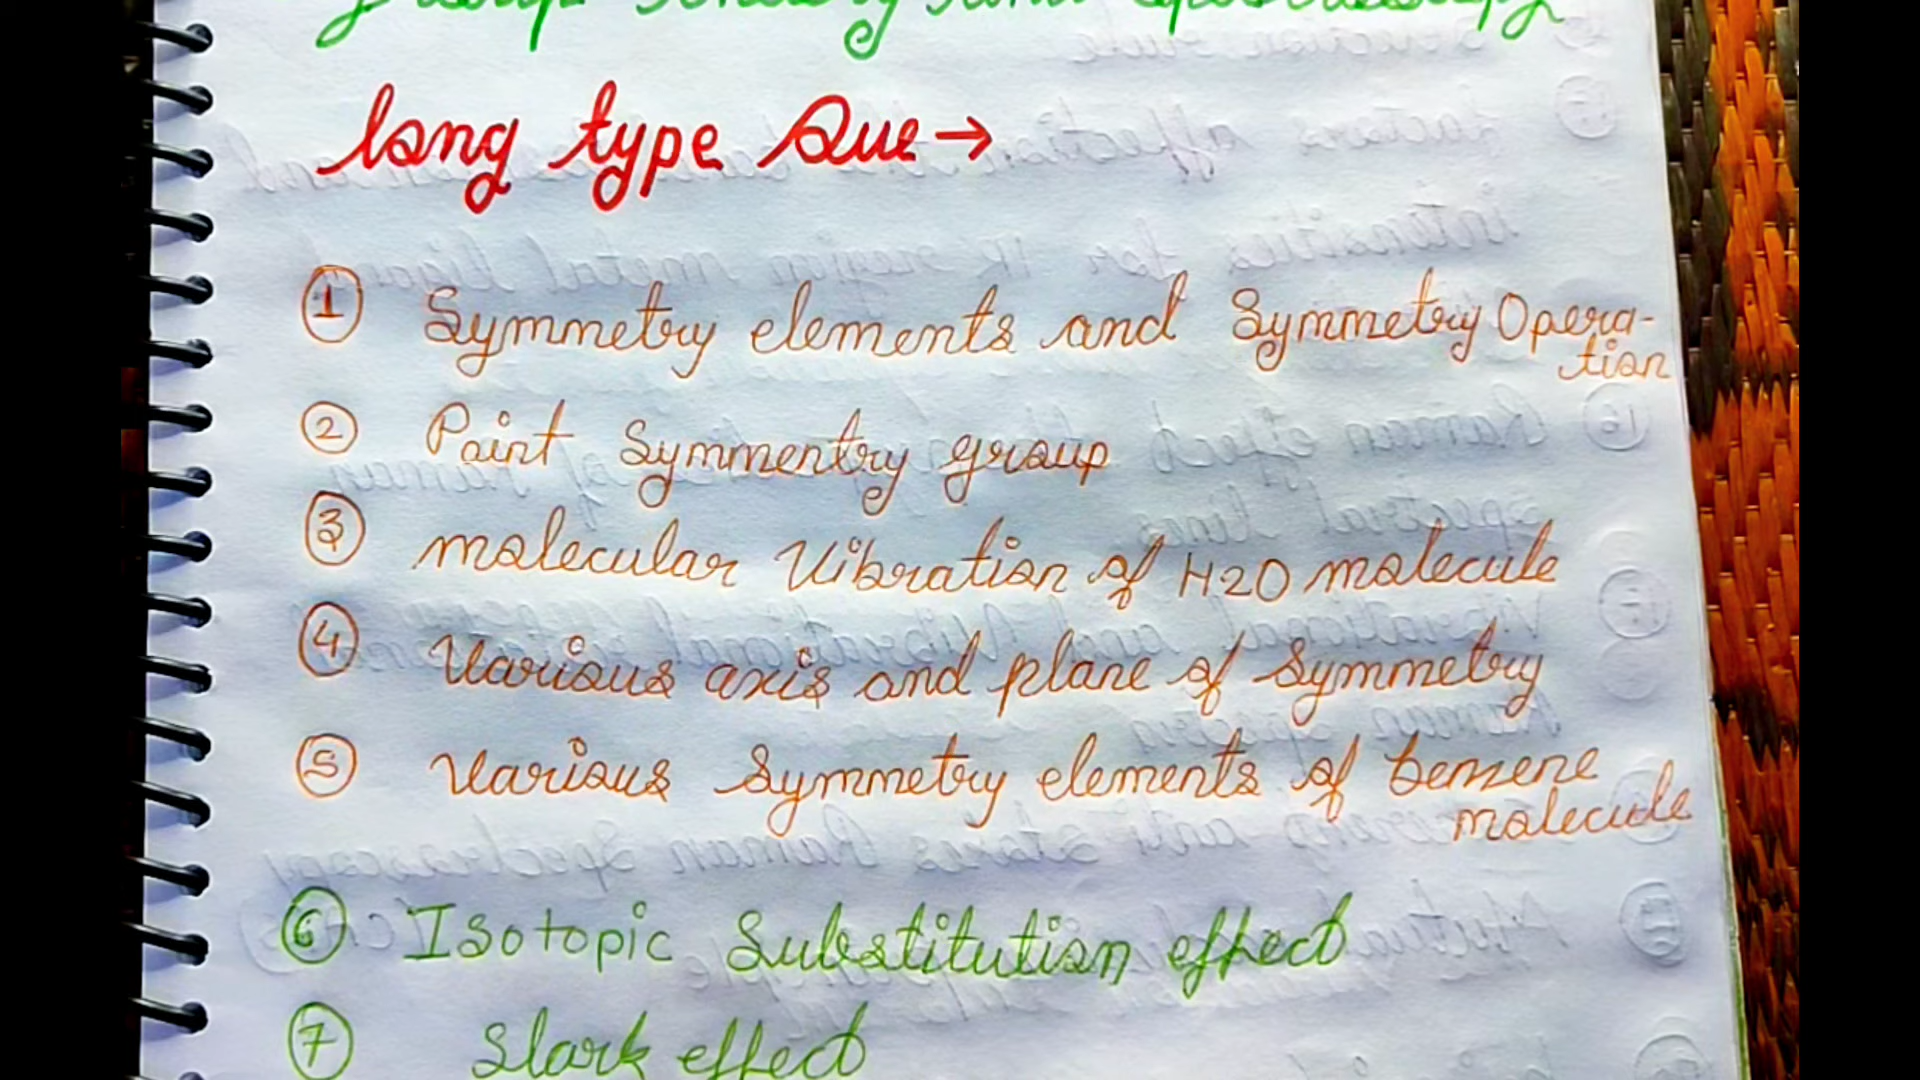 long type Que→
① Symmetry elements and Symmetry Opera-
tion
② Point Symmentry group
③ molecular Vibration of H2O molecule
④ Various axis and plane of Symmetry
⑤ Various Symmetry elements of benzene
molecule
⑥ Isotopic Substitution effect
⑦ Stark effect